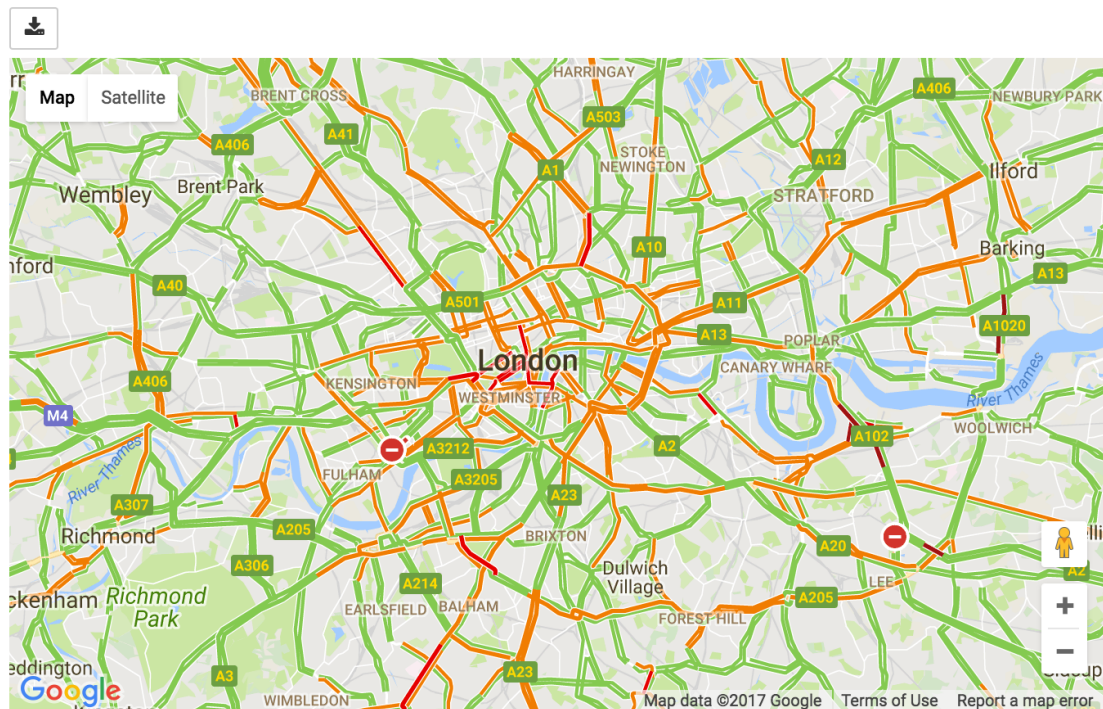 HARRINGAY
Map
Satellite
BRENT CROSS
A406
NEWBURY PARK
A503
A41
A406
STOKE
NEWINGTON
A12
A1
Ilford
Wembley
Brent Park
STRATFORD
A10
Barking
A13
A40
A501
A11
A1020
A13
POPLAR
London
CANARY WHARF
A406
KENSINGTON
WESTMINSTER
River Thames
M4
WOOLWICH
A102
A3212
A2
River Thames
FULHAM
A3205
A23
A307
A205
Richmond
BRIXTON
A20
A306
Dulwich
Village
A2
A214
LEE
Richmond
Park
EARLSFIELD
BALHAM
A205
FOREST HILL
A23
A3
Google
WIMBLEDON
Map data ©2017 Google
Terms of Use
Report a map error